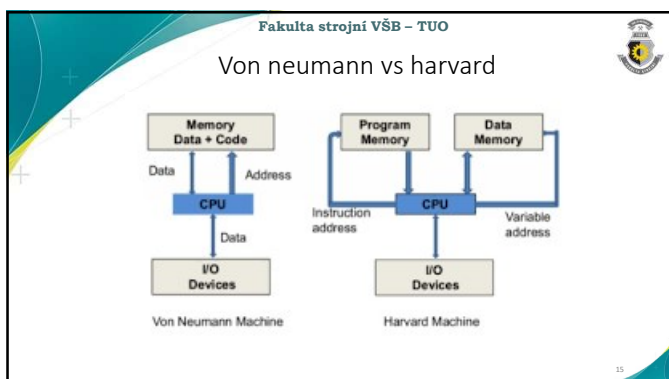 Fakulta strojní VŠB – TUO
Von neumann vs harvard
Memory
Data + Code
Data
Address
CPU
Data
I/O
Devices
Von Neumann Machine
Program
Memory
Data
Memory
Instruction
address
CPU
Variable
address
I/O
Devices
Harvard Machine
15